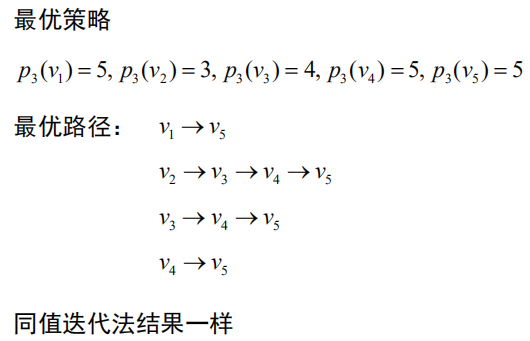 最优策略
p₃(v₁) = 5, p₃(v₂) = 3, p₃(v₃) = 4, p₃(v₄) = 5, p₃(v₅) = 5
最优路径： v₁ → v₅
v₂ → v₃ → v₄ → v₅
v₃ → v₄ → v₅
v₄ → v₅
同值迭代法结果一样